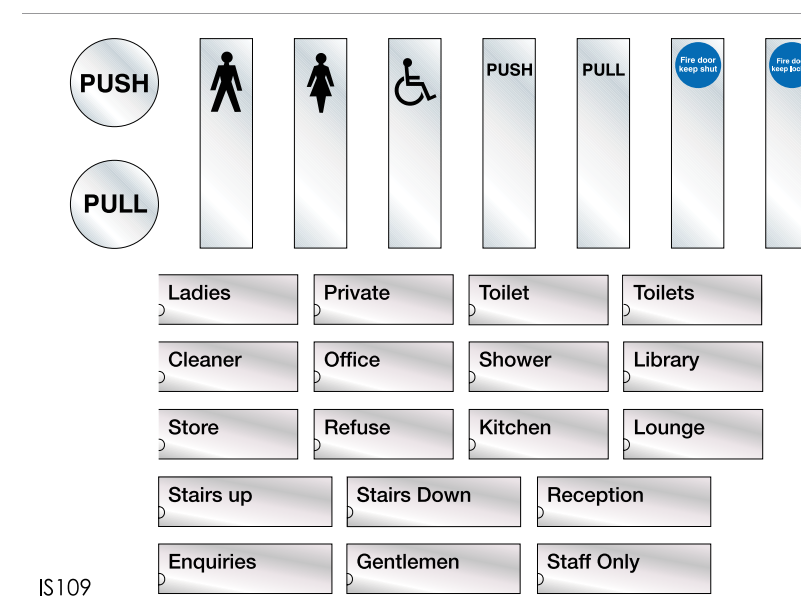 PUSH
PULL
PUSH
PULL
Fire door
keep shut
Fire
keep
Ladies
Private
Toilet
Toilets
Cleaner
Office
Shower
Library
Store
Refuse
Kitchen
Lounge
Stairs up
Stairs Down
Reception
Enquiries
Gentlemen
Staff Only
IS109